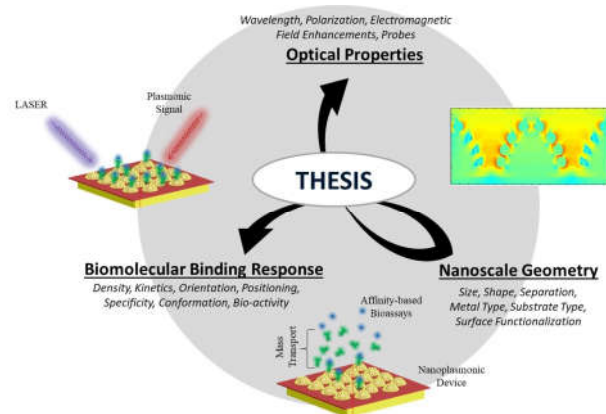 Wavelength, Polarization, Electromagnetic
Field Enhancements, Probes
Optical Properties
LASER
Plasmonic
Signal
THESIS
Biomolecular Binding Response
Density, Kinetics, Orientation, Positioning,
Specificity, Conformation, Bio-activity
Nanoscale Geometry
Size, Shape, Separation,
Metal Type, Substrate Type,
Surface Functionalization
Affinity-based
Bioassays
Mass
Transport
Nanoplasmonic
Device